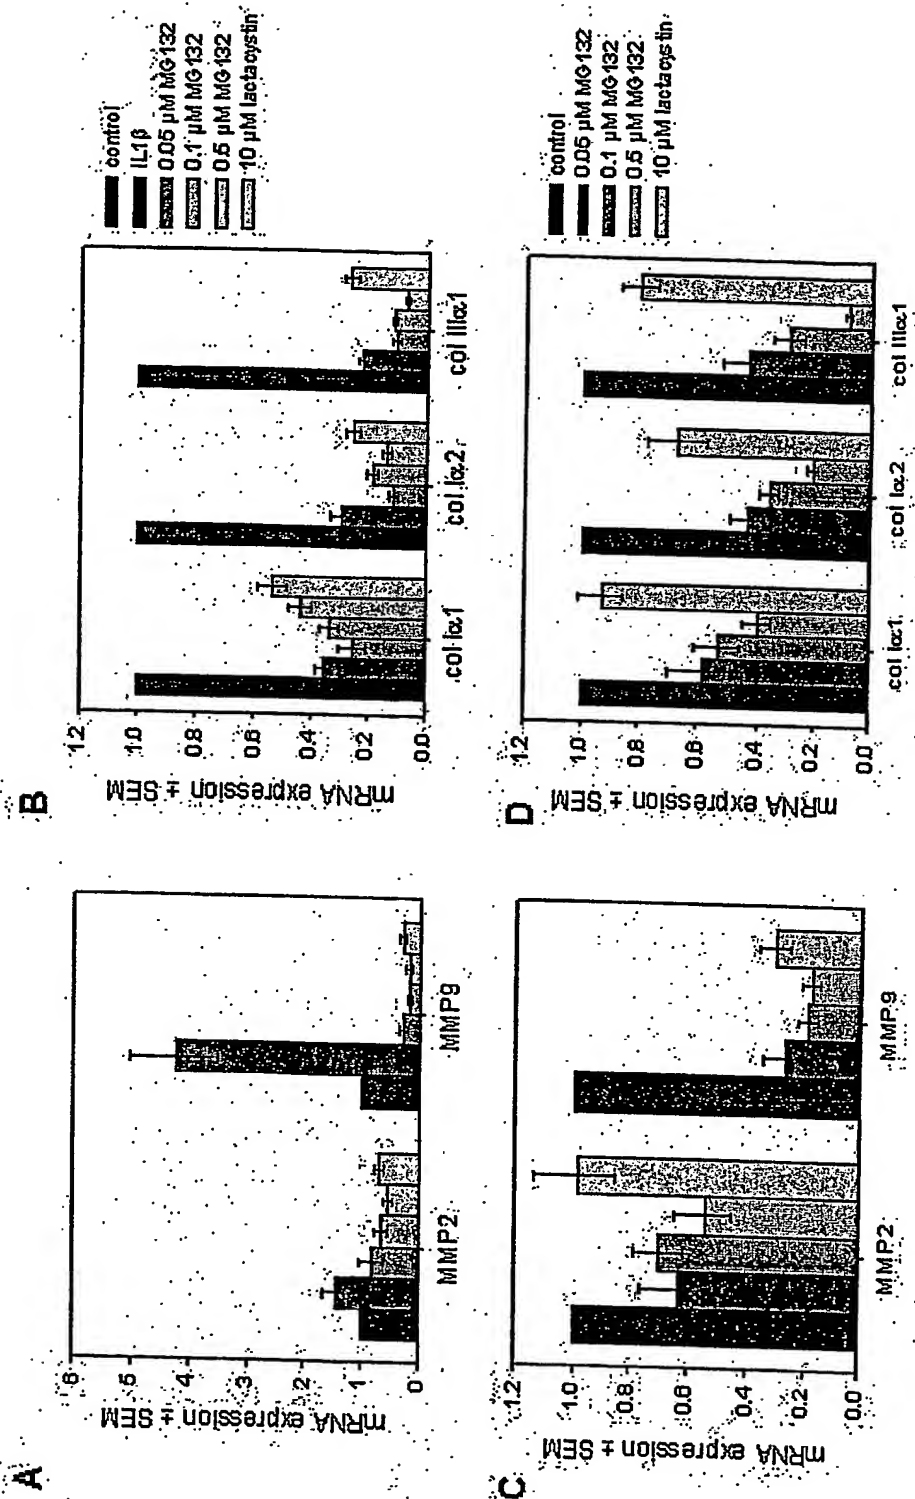 A
mRNA expression ± SEM
6
5
4
3
2
1
0
MMP2
MMP9
B
mRNA expression ± SEM
1.2
1.0
0.8
0.6
0.4
0.2
0.0
col Iα1
col Iα2
col IIIα1
control
IL1β
0.05 µM MG132
0.1 µM MG132
0.5 µM MG132
10 µM lactacystin
C
mRNA expression ± SEM
1.2
1.0
0.8
0.6
0.4
0.2
0.0
MMP2
MMP9
D
mRNA expression ± SEM
1.2
1.0
0.8
0.6
0.4
0.2
0.0
col Iα1
col Iα2
col IIIα1
control
0.05 µM MG132
0.1 µM MG132
0.5 µM MG132
10 µM lactacystin